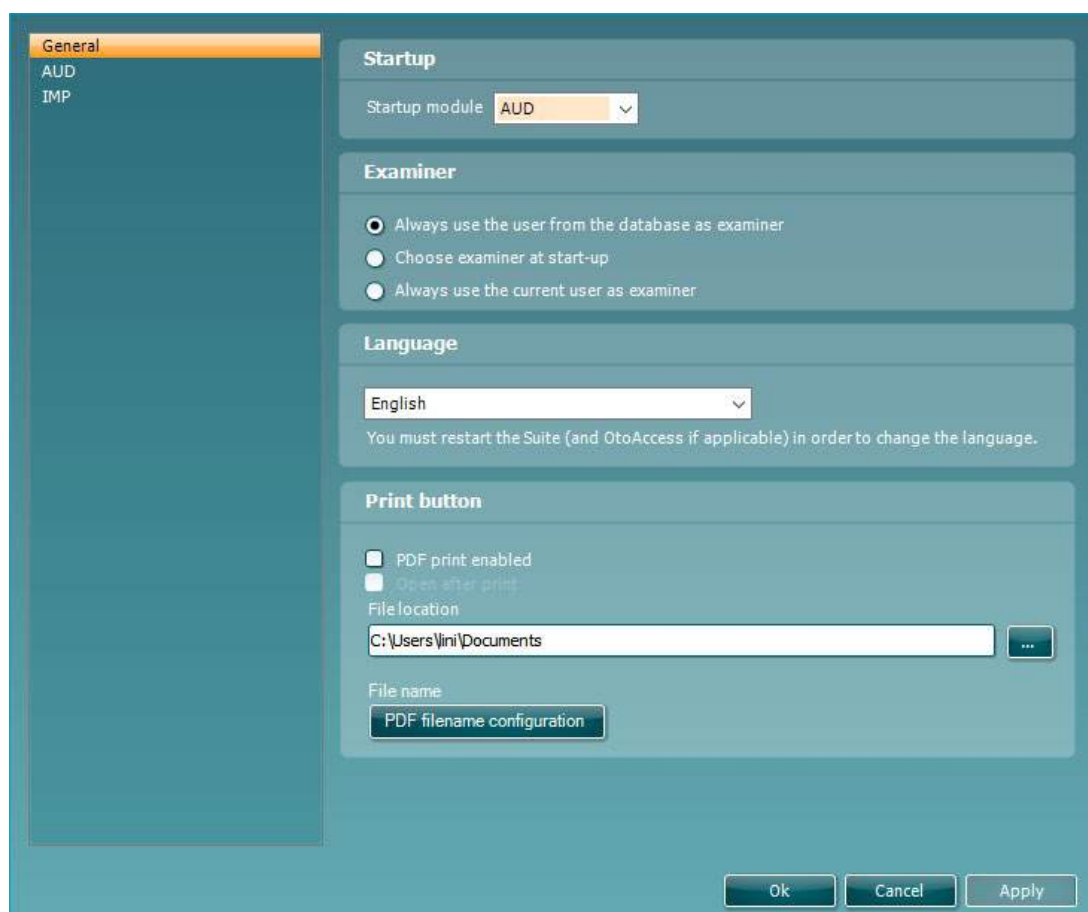 General
AUD
IMP
Startup
Startup module AUD
Examiner
Always use the user from the database as examiner
Choose examiner at start-up
Always use the current user as examiner
Language
English
You must restart the Suite (and OtoAccess if applicable) in order to change the language.
Print button
PDF print enabled
Open after print
File location
C:\Users\lini\Documents
...
File name
PDF filename configuration
Ok Cancel Apply